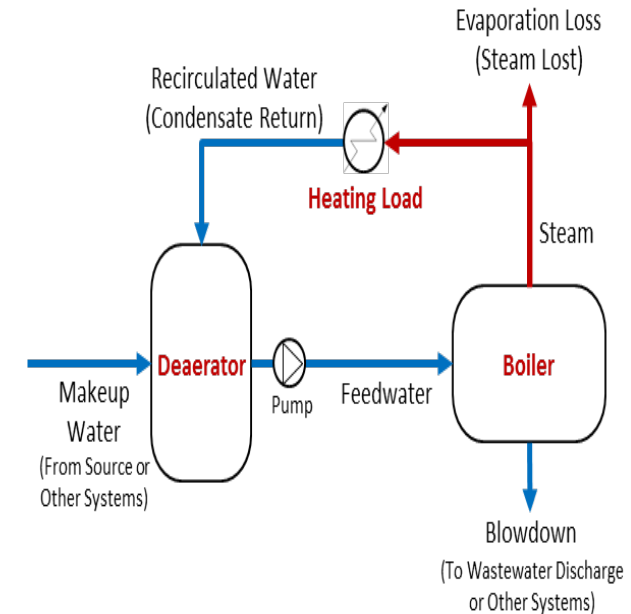 Evaporation Loss
(Steam Lost)
Recirculated Water
(Condensate Return)
Heating Load
Steam
Deaerator
Boiler
Makeup
Water
(From Source or
Other Systems)
Pump
Feedwater
Blowdown
(To Wastewater Discharge
or Other Systems)